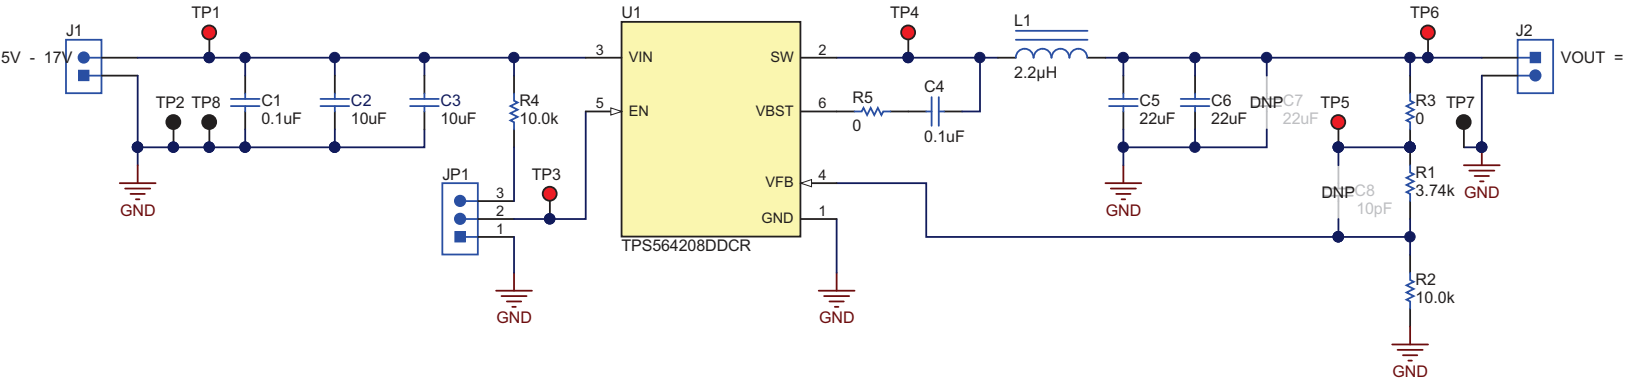 5V - 17V
J1
TP1
TP2
TP8
C1
0.1uF
C2
10uF
C3
10uF
R4
10.0k
GND
JP1
3
2
1
TP3
GND
U1
3
VIN
5
EN
SW
2
VBST
6
VFB
4
GND
1
TPS564208DDCR
GND
TP4
R5
0
C4
0.1uF
L1
2.2µH
C5
22uF
C6
22uF
DNP
C7
22uF
GND
TP5
DNP
C8
10pF
TP6
R3
0
R1
3.74k
R2
10.0k
GND
TP7
GND
J2
VOUT =